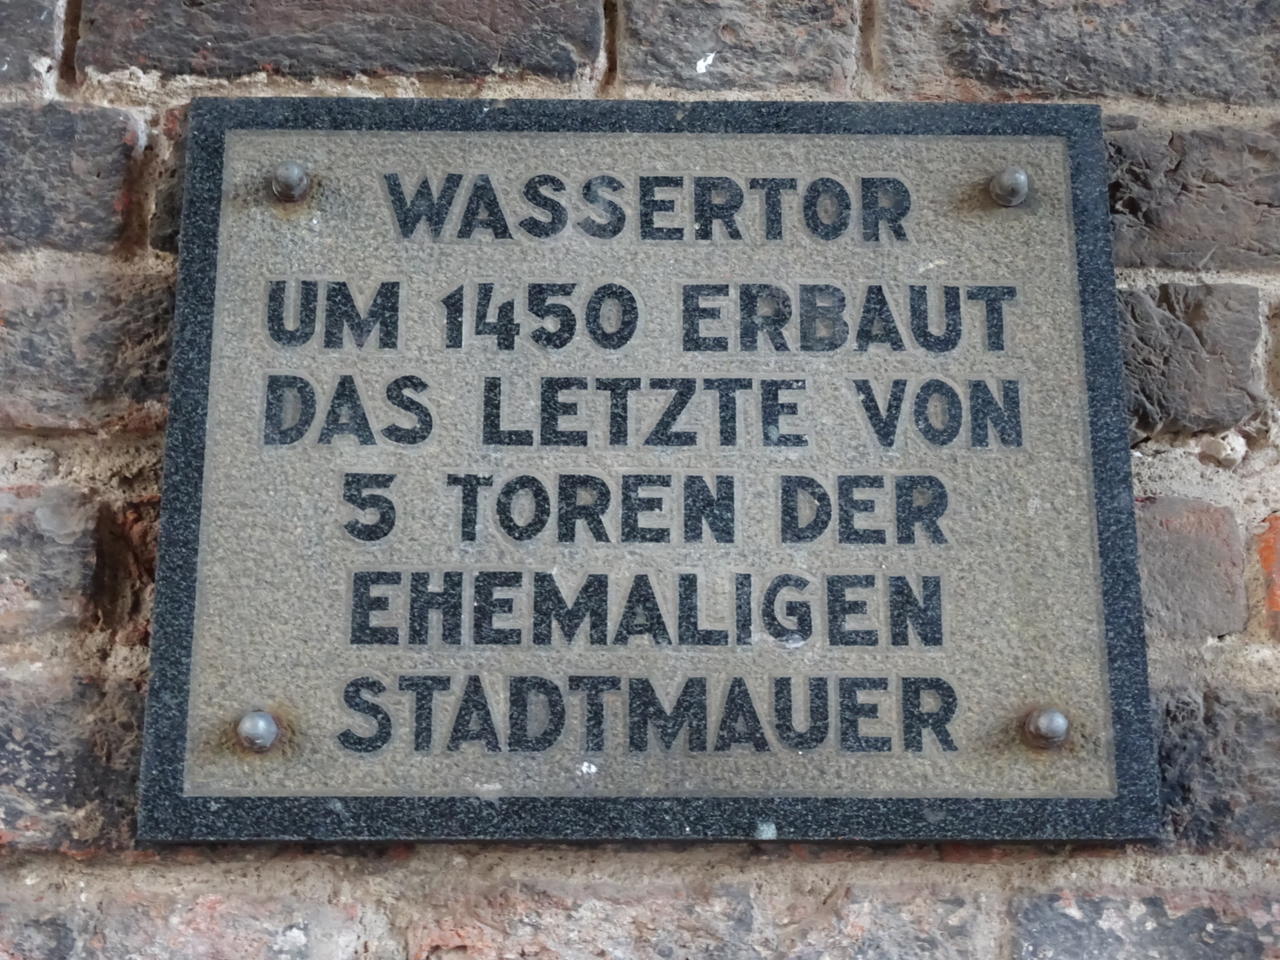 WASSERTOR
UM 1450 ERBAUT
DAS LETZTE VON
5 TOREN DER
EHEMALIGEN
STADTMAUER